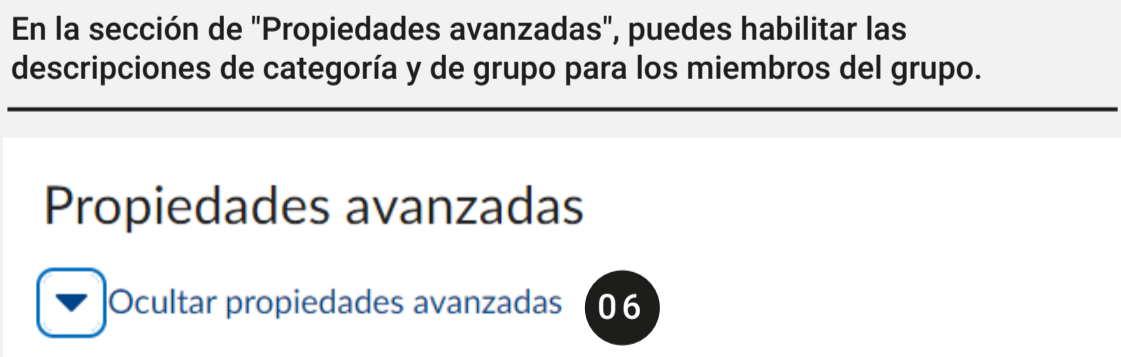 En la sección de "Propiedades avanzadas", puedes habilitar las
descripciones de categoría y de grupo para los miembros del grupo.
Propiedades avanzadas
Ocultar propiedades avanzadas 06